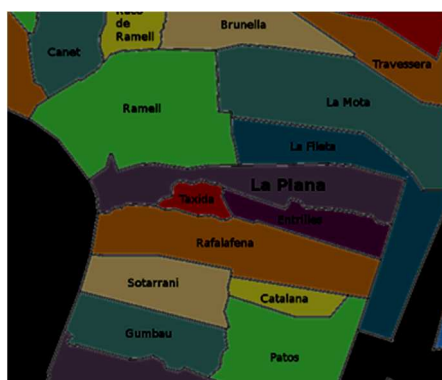 Racó
de
Ramell
Brunella
Canet
Travessera
Ramell
La Mota
La Fileta
La Plana
Taxida
Entrilles
Rafalafena
Sotarrani
Catalana
Gumbau
Patos